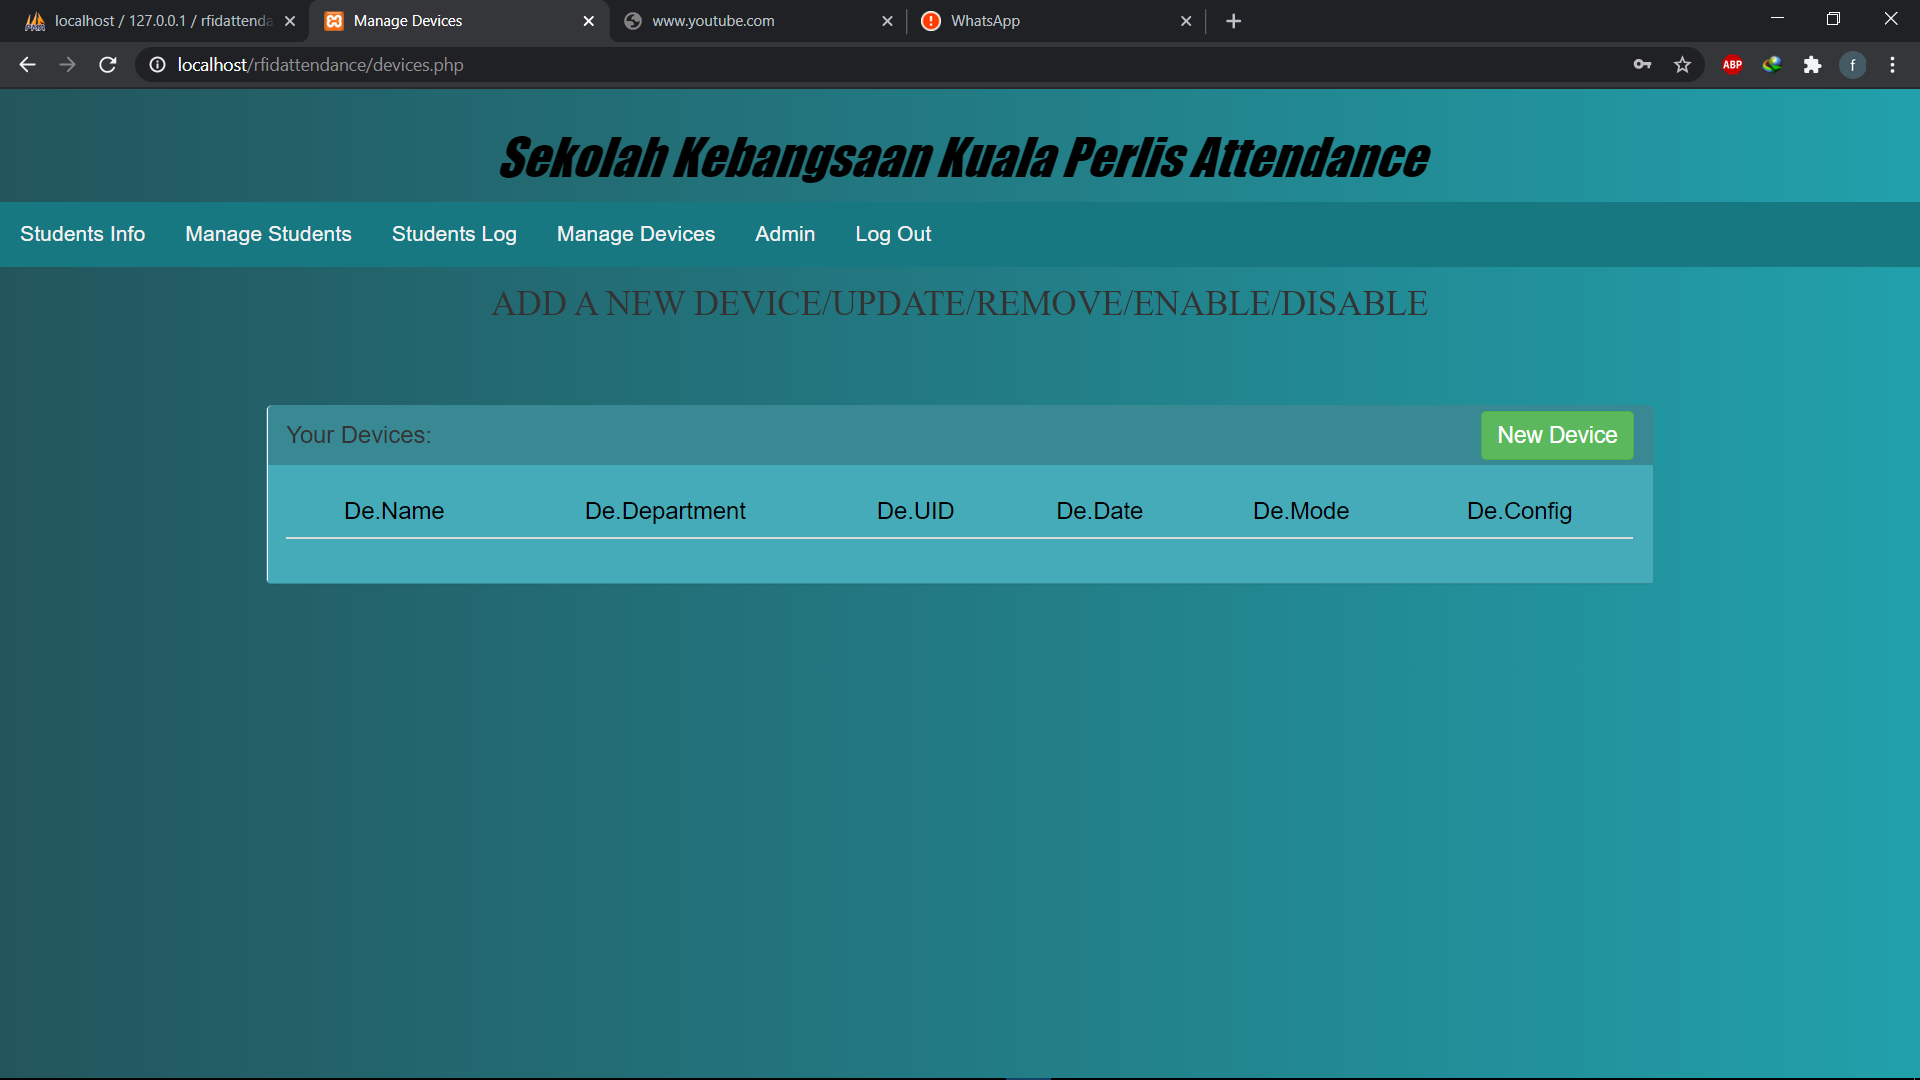 localhost / 127.0.0.1 / rfidattenda
Manage Devices
www.youtube.com
WhatsApp
localhost/rfidattendance/devices.php
ABP
f
Sekolah Kebangsaan Kuala Perlis Attendance
Students Info
Manage Students
Students Log
Manage Devices
Admin
Log Out
ADD A NEW DEVICE/UPDATE/REMOVE/ENABLE/DISABLE
Your Devices:
New Device
De.Name
De.Department
De.UID
De.Date
De.Mode
De.Config